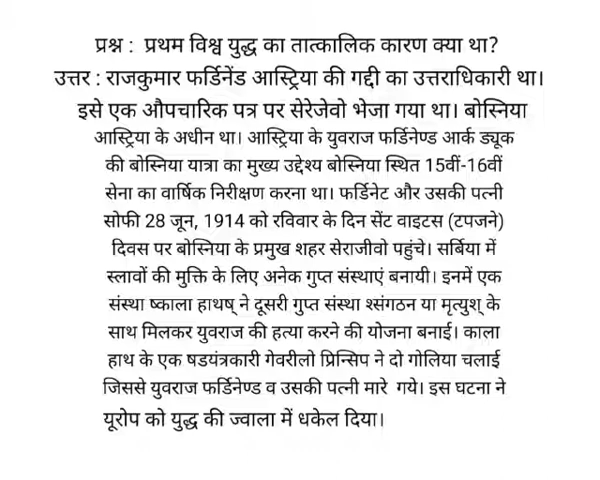 प्रश्न : प्रथम विश्व युद्ध का तात्कालिक कारण क्या था?
उत्तर : राजकुमार फर्डिनेंड आस्ट्रिया की गद्दी का उत्तराधिकारी था।
इसे एक औपचारिक पत्र पर सेरेजेवो भेजा गया था। बोस्निया
आस्ट्रिया के अधीन था। आस्ट्रिया के युवराज फर्डिनेण्ड आर्क ड्यूक
की बोस्निया यात्रा का मुख्य उद्देश्य बोस्निया स्थित 15वीं-16वीं
सेना का वार्षिक निरीक्षण करना था। फर्डिनेट और उसकी पत्नी
सोफी 28 जून, 1914 को रविवार के दिन सेंट वाइटस (टपजने)
दिवस पर बोस्निया के प्रमुख शहर सेराजीवो पहुंचे। सर्बिया में
स्लावों की मुक्ति के लिए अनेक गुप्त संस्थाएं बनायी। इनमें एक
संस्था ष्काला हाथष् ने दूसरी गुप्त संस्था श्संगठन या मृत्युश् के
साथ मिलकर युवराज की हत्या करने की योजना बनाई। काला
हाथ के एक षडयंत्रकारी गेवरीलो प्रिन्सिप ने दो गोलिया चलाई
जिससे युवराज फर्डिनेण्ड व उसकी पत्नी मारे गये। इस घटना ने
यूरोप को युद्ध की ज्वाला में धकेल दिया।